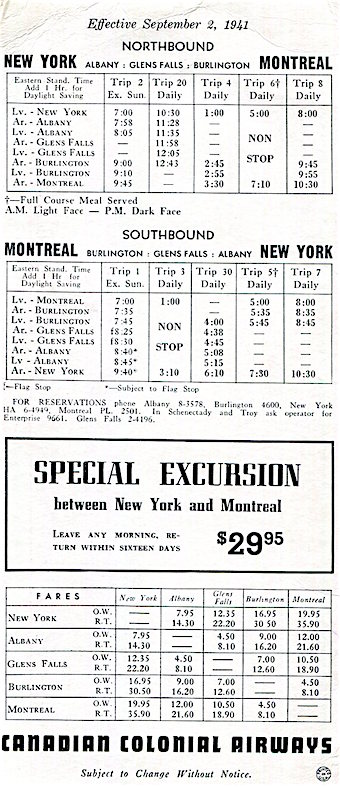 Effective September 2, 1941
NORTHBOUND
NEW YORK ALBANY : GLENS FALLS : BURLINGTON MONTREAL
Eastern Stand. Time Add 1 Hr. for Daylight Saving | Trip 2 Ex. Sun. | Trip 20 Daily | Trip 4 Daily | Trip 6† Daily | Trip 8 Daily
Lv. - NEW YORK 7:00 10:30 1:00 5:00 8:00
Ar. - ALBANY 7:58 11:28 — —
Lv. - ALBANY 8:05 11:35 — —
Ar. - GLENS FALLS — 11:58 — NON —
Lv. - GLENS FALLS — 12:05 — —
Ar. - BURLINGTON 9:00 12:43 2:45 STOP 9:45
Lv. - BURLINGTON 9:10 2:55 9:55
Ar. - MONTREAL 9:45 3:30 7:10 10:30
†—Full Course Meal Served
A.M. Light Face — P.M. Dark Face
SOUTHBOUND
MONTREAL BURLINGTON : GLENS FALLS : ALBANY NEW YORK
Eastern Stand. Time Add 1 Hr for Daylight Saving | Trip 1 Ex. Sun. | Trip 3 Daily | Trip 30 Daily | Trip 5† Daily | Trip 7 Daily
Lv. - MONTREAL 7:00 1:00 — 5:00 8:00
Ar. - BURLINGTON 7:35 — 5:35 8:35
Lv. - BURLINGTON 7:45 NON 4:00 5:45 8:45
Ar. - GLENS FALLS f8:25 4:38 — —
Lv. - GLENS FALLS f8:30 STOP 4:45 — —
Ar. - ALBANY 8:40* 5:08 — —
Lv - ALBANY 8:45* 5:15 — —
Ar. - NEW YORK 9:40* 3:10 6:10 7:30 10:30
f—Flag Stop *—Subject to Flag Stop
FOR RESERVATIONS phone Albany 8-3578, Burlington 4600, New York
HA 6-4949, Montreal PL. 2501. In Schenectady and Troy ask operator for
Enterprise 9661. Glens Falls 2-4196.
SPECIAL EXCURSION
between New York and Montreal
LEAVE ANY MORNING, RE-
TURN WITHIN SIXTEEN DAYS
$29.95
FARES New York Albany Glens Falls Burlington Montreal
NEW YORK O.W. —— 7.95 12.35 16.95 19.95
R.T. 14.30 22.20 30 50 35.90
ALBANY O.W. 7.95 —— 4.50 9.00 12.00
R.T. 14.30 8.10 16.20 21.60
GLENS FALLS O.W. 12.35 4.50 —— 7.00 10.50
R.T. 22.20 8.10 12.60 18.90
BURLINGTON O.W. 16.95 9.00 7.00 —— 4.50
R.T. 30.50 16.20 12.60 8.10
MONTREAL O.W. 19.95 12.00 10.50 4.50 ——
R.T. 35.90 21.60 18.90 8.10
CANADIAN COLONIAL AIRWAYS
Subject to Change Without Notice.